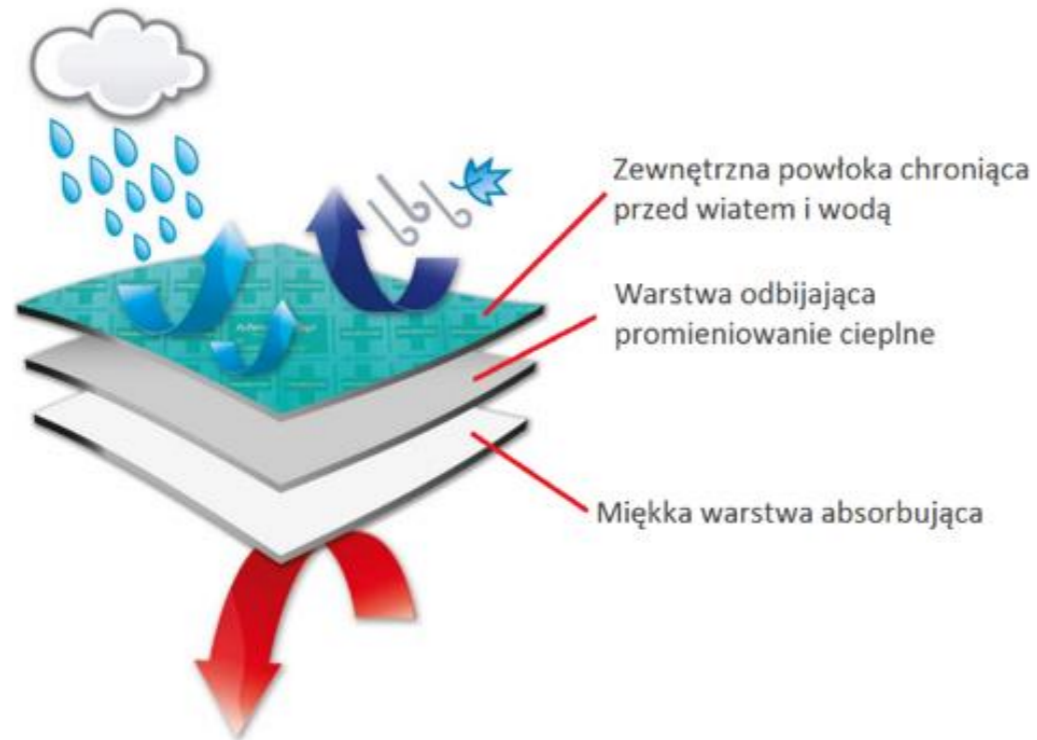 Zewnętrzna powłoka chroniąca
przed wiatem i wodą
Warstwa odbijająca
promieniowanie cieplne
Miękka warstwa absorbująca